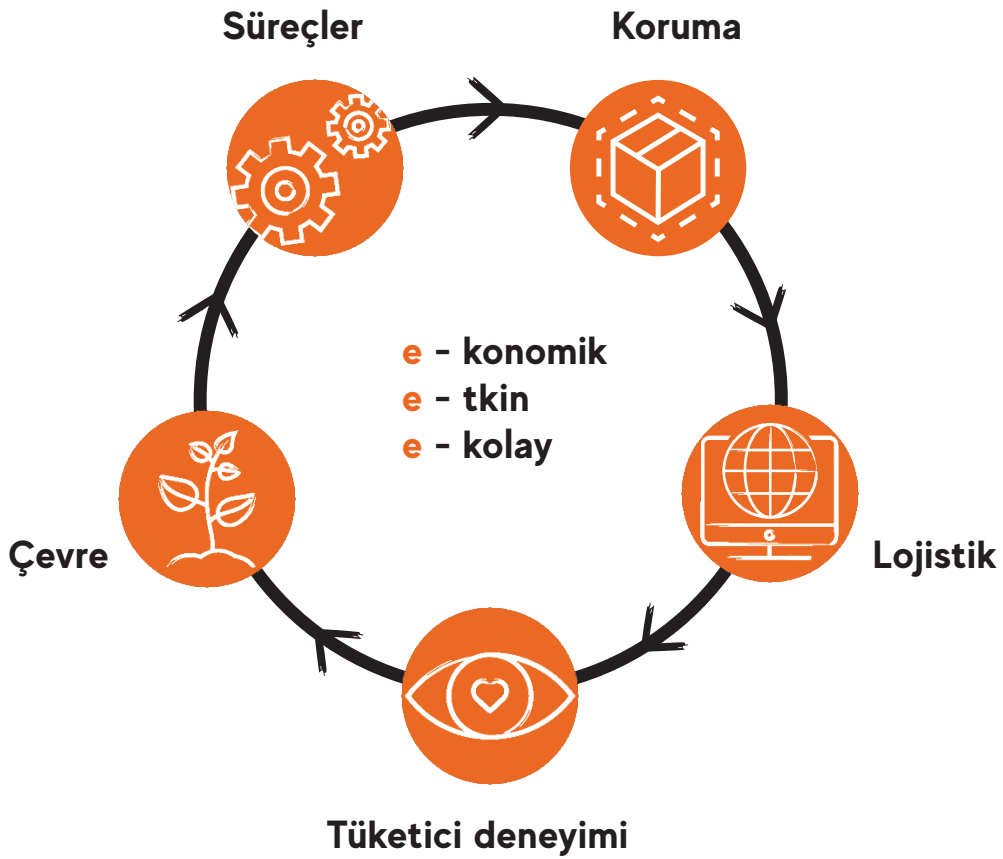 Süreçler
Koruma
e - konomik
e - tkin
e - kolay
Çevre
Lojistik
Tüketici deneyimi